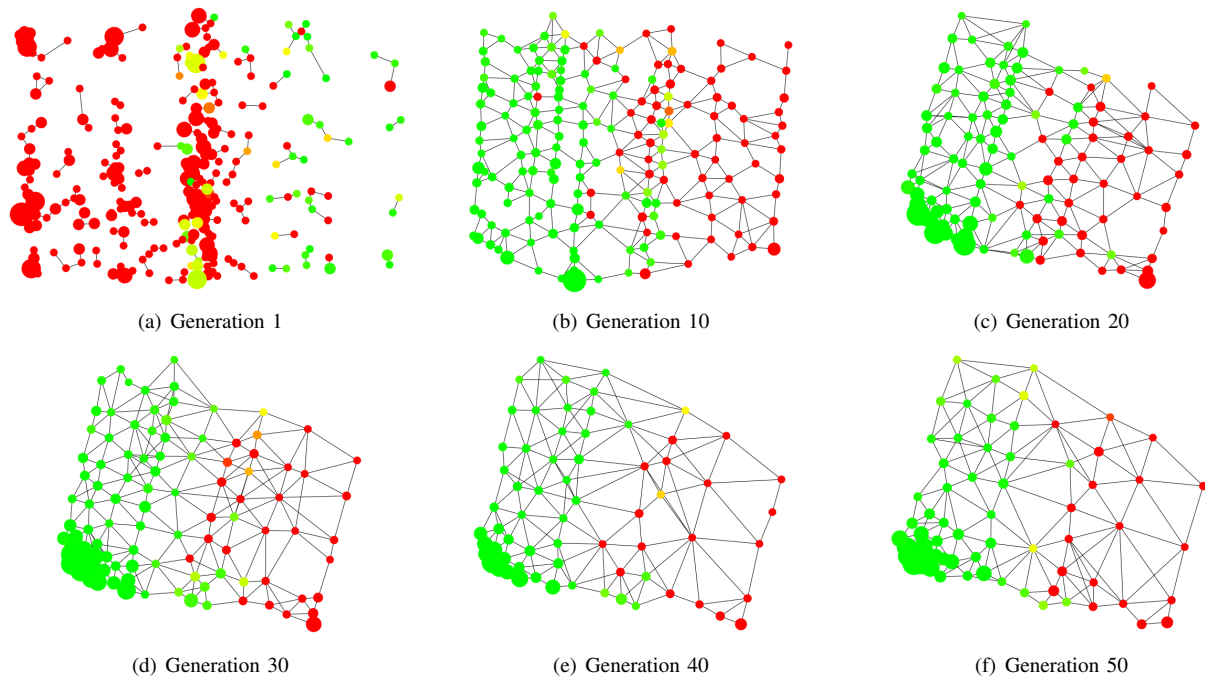 (a) Generation 1
(b) Generation 10
(c) Generation 20
(d) Generation 30
(e) Generation 40
(f) Generation 50